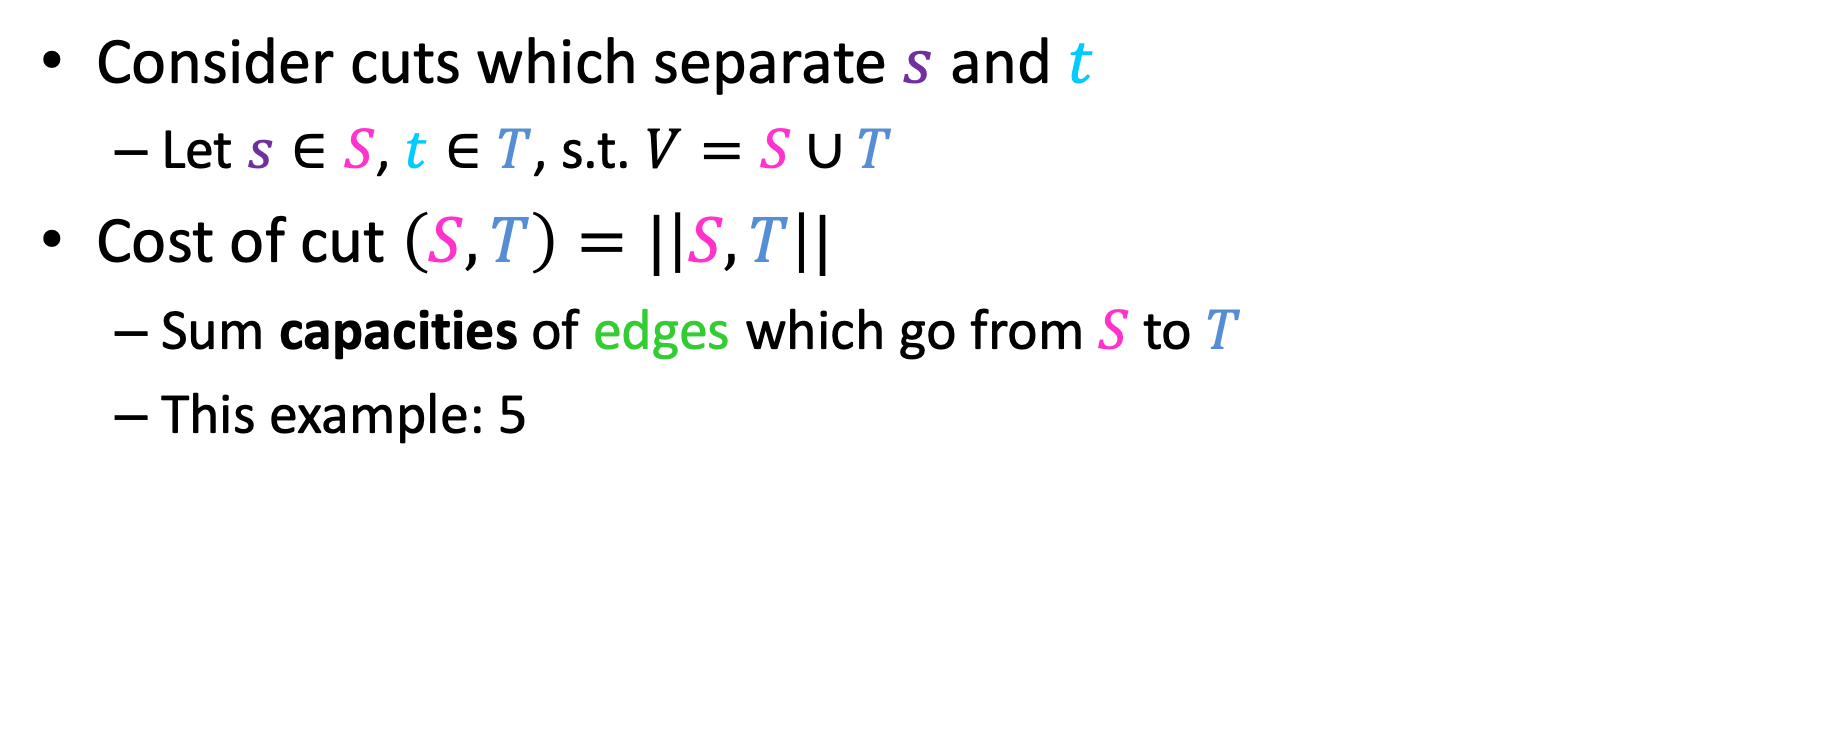 • Consider cuts which separate s and t
– Let s ∈ S, t ∈ T, s.t. V = S ∪ T
• Cost of cut (S, T) = ||S, T||
– Sum capacities of edges which go from S to T
– This example: 5